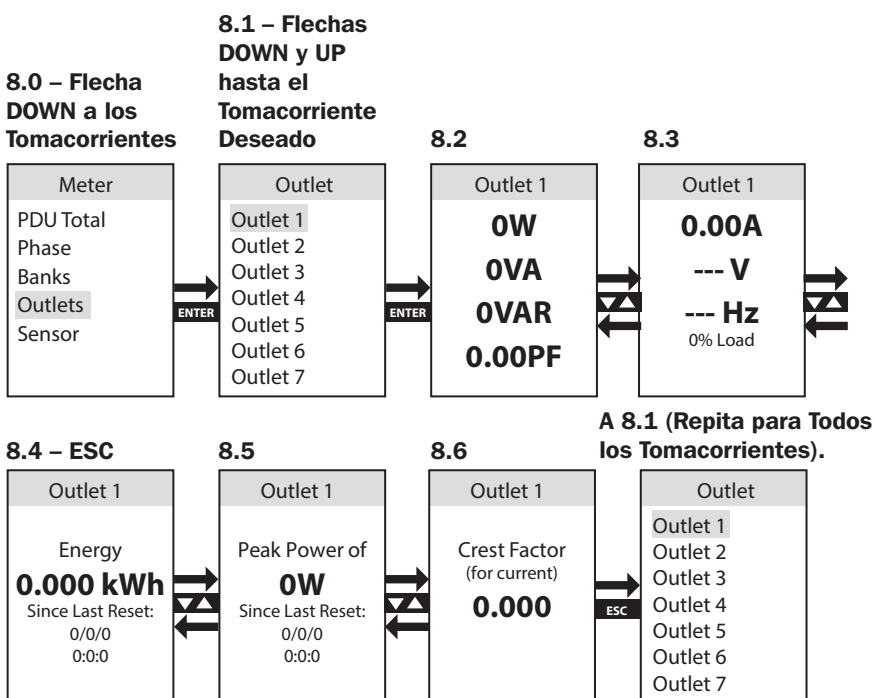 8.0 – Flecha
DOWN a los
Tomacorrientes
8.1 – Flechas
DOWN y UP
hasta el
Tomacorriente
Deseado
8.2
8.3
Meter
PDU Total
Phase
Banks
Outlets
Sensor
ENTER
Outlet
Outlet 1
Outlet 2
Outlet 3
Outlet 4
Outlet 5
Outlet 6
Outlet 7
ENTER
Outlet 1
0W
0VA
0VAR
0.00PF
Outlet 1
0.00A
--- V
--- Hz
0% Load
8.4 – ESC
8.5
8.6
A 8.1 (Repita para Todos
los Tomacorrientes).
Outlet 1
Energy
0.000 kWh
Since Last Reset:
0/0/0
0:0:0
Outlet 1
Peak Power of
0W
Since Last Reset:
0/0/0
0:0:0
Outlet 1
Crest Factor
(for current)
0.000
ESC
Outlet
Outlet 1
Outlet 2
Outlet 3
Outlet 4
Outlet 5
Outlet 6
Outlet 7